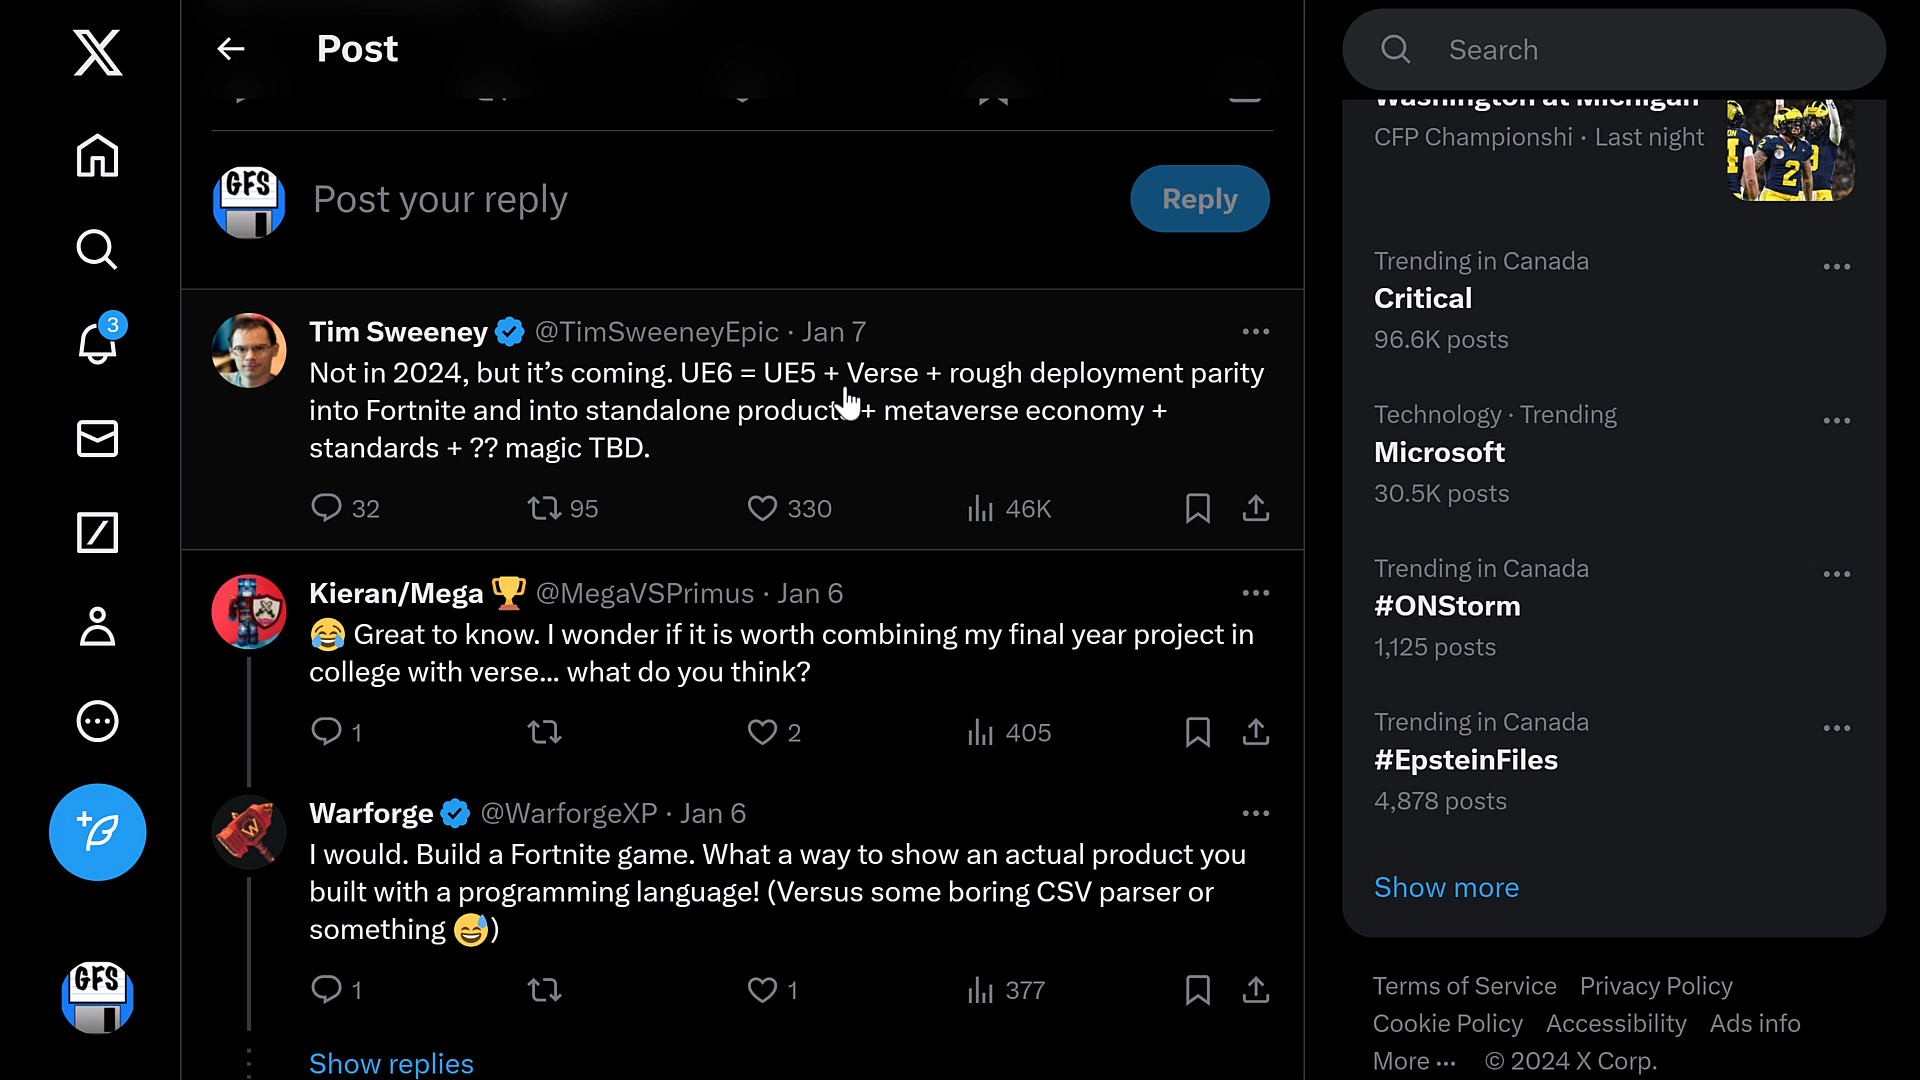 Post
Search
Washington at Michigan
CFP Championshi · Last night
GFS
Post your reply
Reply
Trending in Canada
Critical
96.6K posts
3
Tim Sweeney @TimSweeneyEpic · Jan 7
Not in 2024, but it’s coming. UE6 = UE5 + Verse + rough deployment parity
into Fortnite and into standalone products + metaverse economy +
standards + ?? magic TBD.
32 95 330 46K
Technology · Trending
Microsoft
30.5K posts
Trending in Canada
#ONStorm
1,125 posts
Kieran/Mega 🏆 @MegaVSPrimus · Jan 6
😂 Great to know. I wonder if it is worth combining my final year project in
college with verse... what do you think?
1 2 405
Trending in Canada
#EpsteinFiles
4,878 posts
W
Warforge @WarforgeXP · Jan 6
I would. Build a Fortnite game. What a way to show an actual product you
built with a programming language! (Versus some boring CSV parser or
something 😅)
1 1 377
Show more
Show replies
GFS
Terms of Service Privacy Policy
Cookie Policy Accessibility Ads info
More ··· © 2024 X Corp.